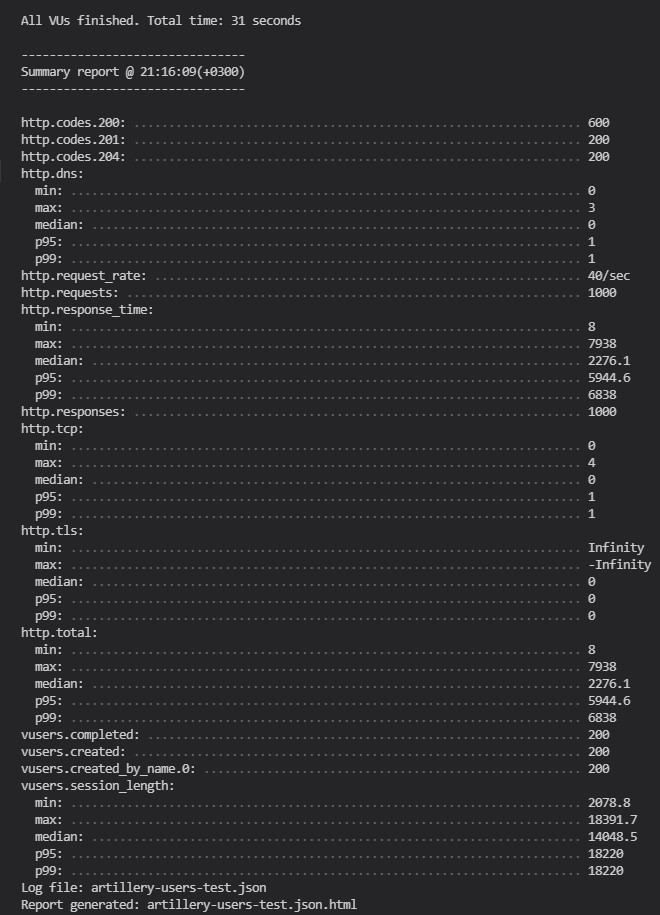 All VUs finished. Total time: 31 seconds
--------------------------------
Summary report @ 21:16:09(+0300)
--------------------------------
http.codes.200: ................................................................ 600
http.codes.201: ................................................................ 200
http.codes.204: ................................................................ 200
http.dns:
  min: ......................................................................... 0
  max: ......................................................................... 3
  median: ...................................................................... 0
  p95: ......................................................................... 1
  p99: ......................................................................... 1
http.request_rate: ............................................................. 40/sec
http.requests: ................................................................. 1000
http.response_time:
  min: ......................................................................... 8
  max: ......................................................................... 7938
  median: ...................................................................... 2276.1
  p95: ......................................................................... 5944.6
  p99: ......................................................................... 6838
http.responses: ................................................................ 1000
http.tcp:
  min: ......................................................................... 0
  max: ......................................................................... 4
  median: ...................................................................... 0
  p95: ......................................................................... 1
  p99: ......................................................................... 1
http.tls:
  min: ......................................................................... Infinity
  max: ......................................................................... -Infinity
  median: ...................................................................... 0
  p95: ......................................................................... 0
  p99: ......................................................................... 0
http.total:
  min: ......................................................................... 8
  max: ......................................................................... 7938
  median: ...................................................................... 2276.1
  p95: ......................................................................... 5944.6
  p99: ......................................................................... 6838
vusers.completed: .............................................................. 200
vusers.created: ................................................................ 200
vusers.created_by_name.0: ...................................................... 200
vusers.session_length:
  min: ......................................................................... 2078.8
  max: ......................................................................... 18391.7
  median: ...................................................................... 14048.5
  p95: ......................................................................... 18220
  p99: ......................................................................... 18220
Log file: artillery-users-test.json
Report generated: artillery-users-test.json.html